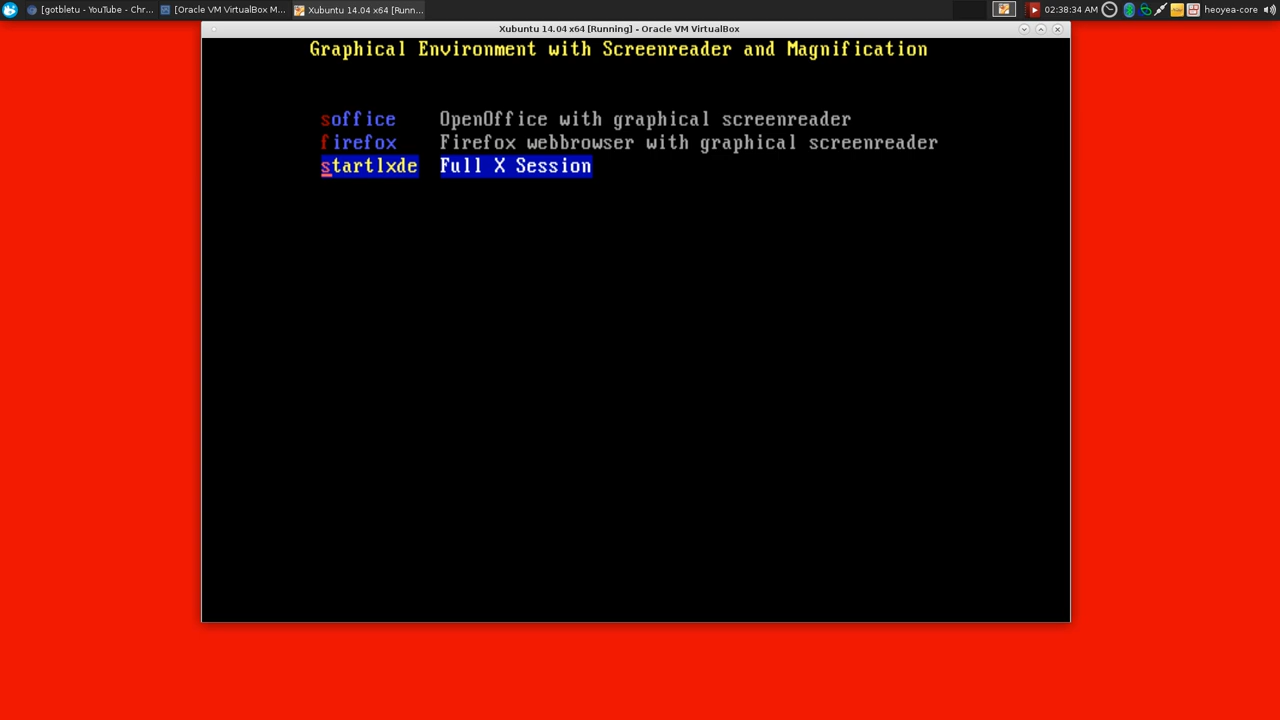 [gotbletu - YouTube - Chr... [Oracle VM VirtualBox M... Xubuntu 14.04 x64 [Runn... 02:38:34 AM heoyea-core
Xubuntu 14.04 x64 [Running] - Oracle VM VirtualBox
Graphical Environment with Screenreader and Magnification
soffice OpenOffice with graphical screenreader
firefox Firefox webbrowser with graphical screenreader
startlxde Full X Session